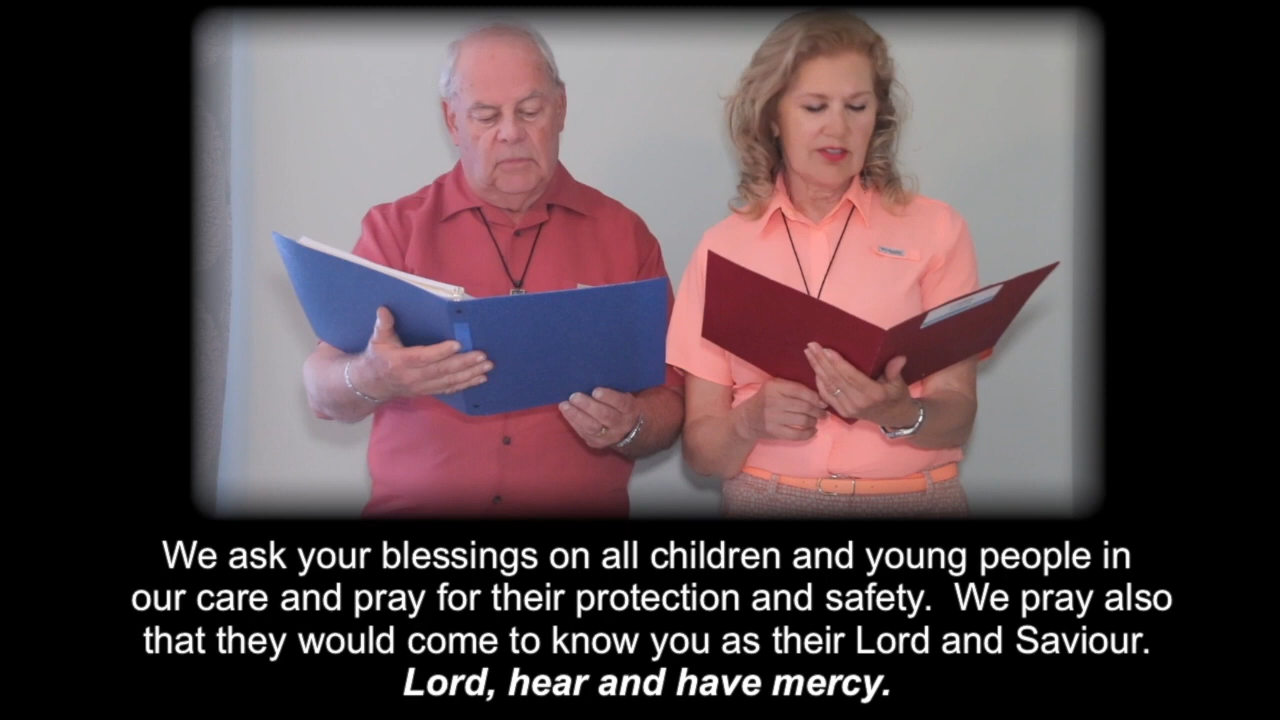 We ask your blessings on all children and young people in
our care and pray for their protection and safety.  We pray also
that they would come to know you as their Lord and Saviour.
Lord, hear and have mercy.